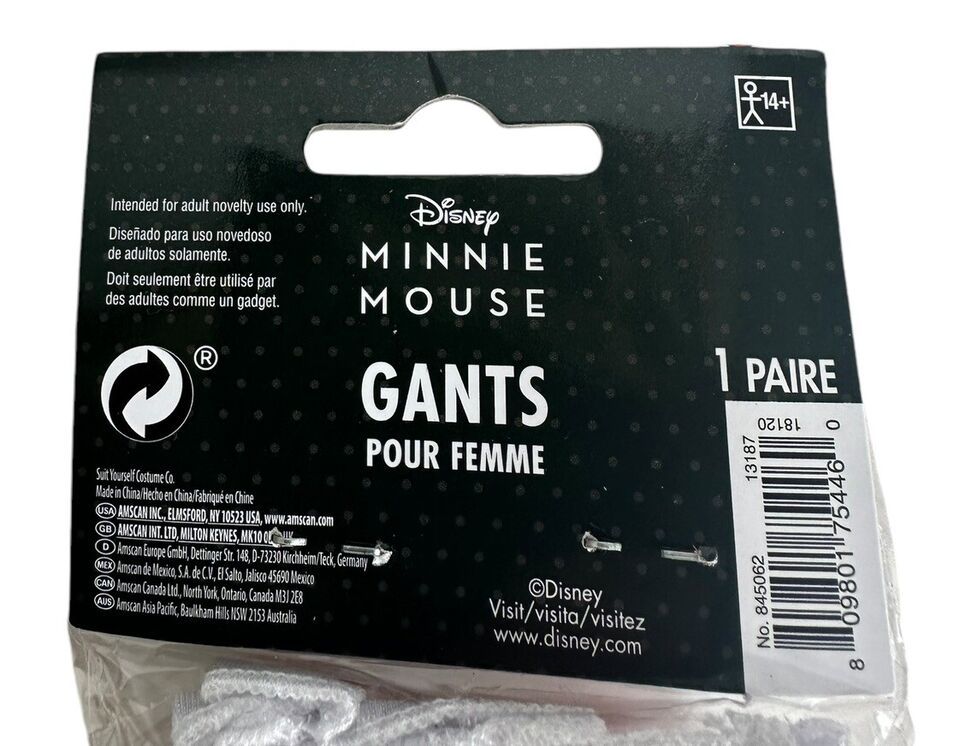 14+
Intended for adult novelty use only.
Diseñado para uso novedoso
de adultos solamente.
Doit seulement être utilisé par
des adultes comme un gadget.
Disney
MINNIE
MOUSE
®
GANTS
POUR FEMME
1 PAIRE
Suit Yourself Costume Co.
Made in China/Hecho en China/Fabriqué en Chine
USA AMSCAN INC., ELMSFORD, NY 10523 USA, www.amscan.com
GB AMSCAN INT. LTD, MILTON KEYNES, MK10
D Amscan Europe GmbH, Dettinger Str. 148, D-73230 Kirchheim/Teck, Germany
MEX Amscan de Mexico, S.A. de C.V., El Salto, Jalisco 45690 Mexico
CAN Amscan Canada Ltd., North York, Ontario, Canada M3J 2E8
AUS Amscan Asia Pacific, Baulkham Hills NSW 2153 Australia
©Disney
Visit/visita/visitez
www.disney.com
18120
13187
No. 845062
8 09801 75446 0